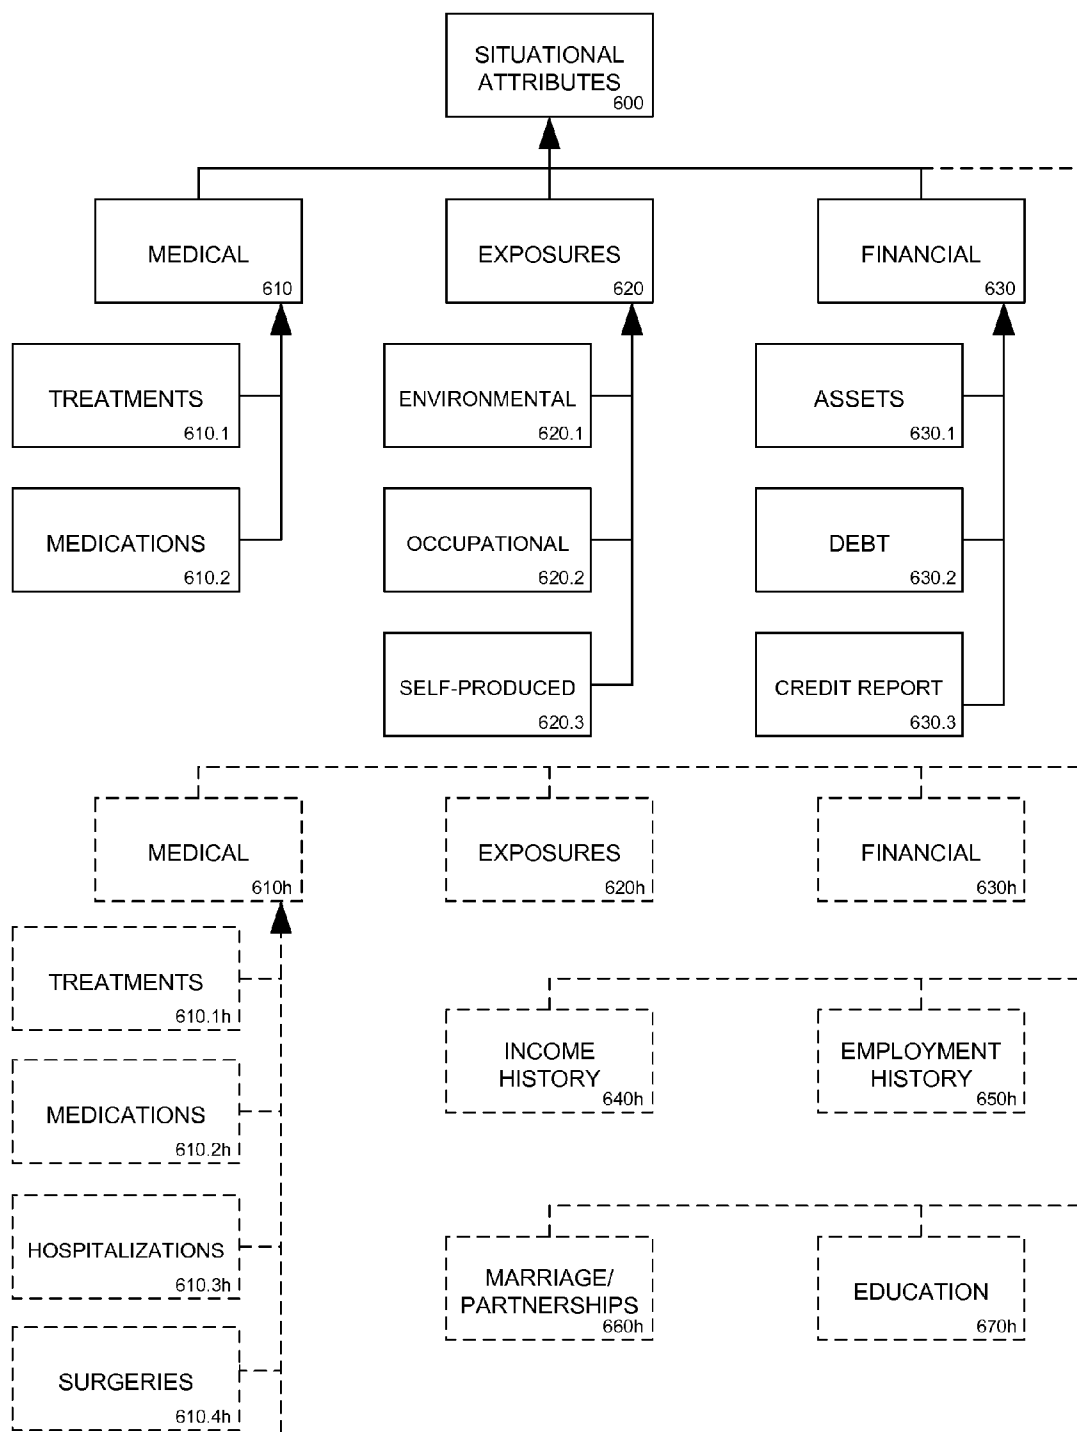 SITUATIONAL
ATTRIBUTES
600
MEDICAL
610
EXPOSURES
620
FINANCIAL
630
TREATMENTS
610.1
ENVIRONMENTAL
620.1
ASSETS
630.1
MEDICATIONS
610.2
OCCUPATIONAL
620.2
DEBT
630.2
SELF-PRODUCED
620.3
CREDIT REPORT
630.3
MEDICAL
610h
EXPOSURES
620h
FINANCIAL
630h
TREATMENTS
610.1h
INCOME
HISTORY
640h
EMPLOYMENT
HISTORY
650h
MEDICATIONS
610.2h
HOSPITALIZATIONS
610.3h
MARRIAGE/
PARTNERSHIPS
660h
EDUCATION
670h
SURGERIES
610.4h